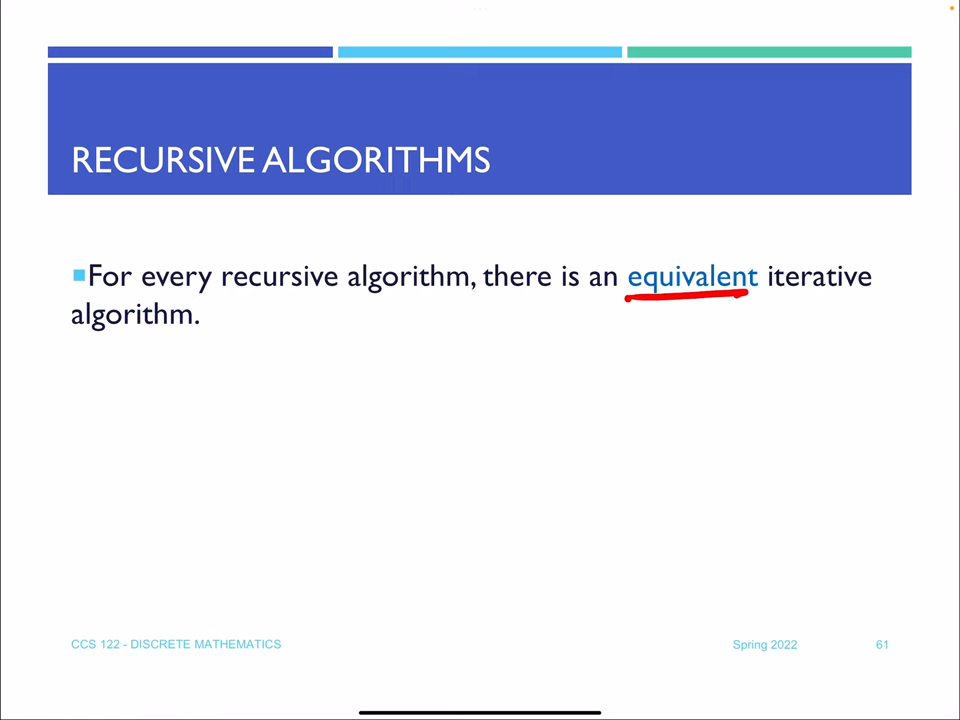 RECURSIVE ALGORITHMS
For every recursive algorithm, there is an equivalent iterative
algorithm.
CCS 122 - DISCRETE MATHEMATICS Spring 2022 61